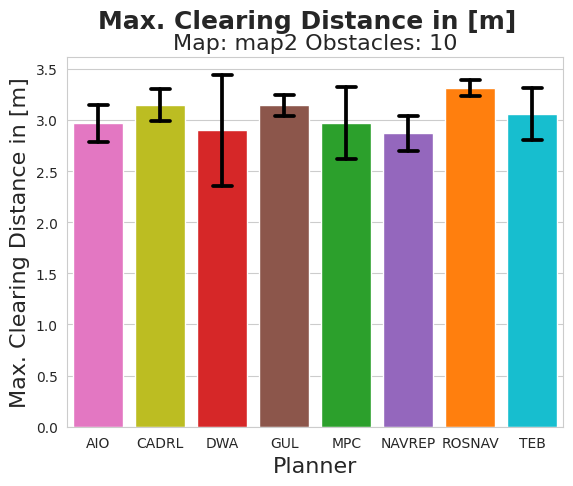 Max. Clearing Distance in [m]
Map: map2 Obstacles: 10
Max. Clearing Distance in [m]
3.5
3.0
2.5
2.0
1.5
1.0
0.5
0.0
AIO CADRL DWA GUL MPC NAVREP ROSNAV TEB
Planner